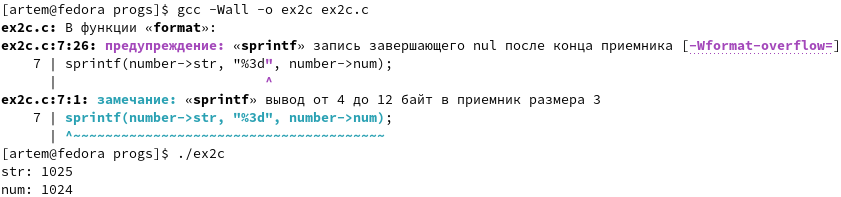 [artem@fedora progs]$ gcc -Wall -o ex2c ex2c.c
ex2c.c: В функции «format»:
ex2c.c:7:26: предупреждение: «sprintf» запись завершающего nul после конца приемника [-Wformat-overflow=]
    7 | sprintf(number->str, "%3d", number->num);
      |                          ^
ex2c.c:7:1: замечание: «sprintf» вывод от 4 до 12 байт в приемник размера 3
    7 | sprintf(number->str, "%3d", number->num);
      | ^~~~~~~~~~~~~~~~~~~~~~~~~~~~~~~~~~~~~~~~
[artem@fedora progs]$ ./ex2c
str: 1025
num: 1024